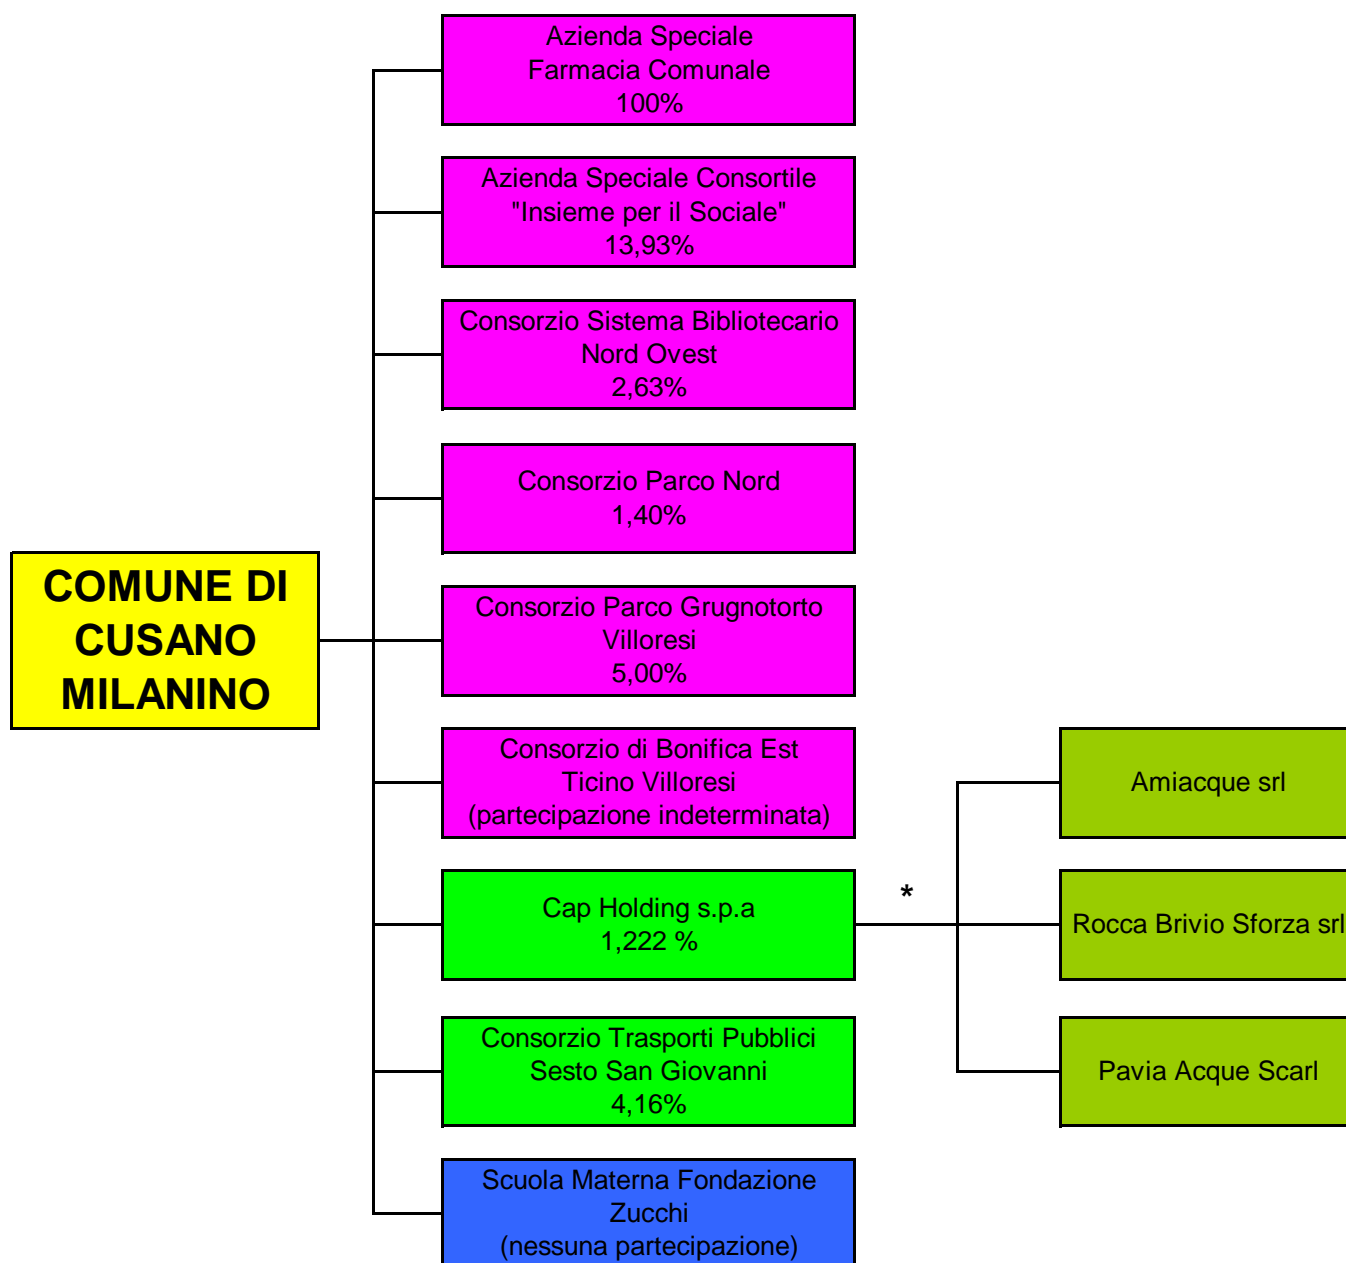 Azienda Speciale
Farmacia Comunale
100%
Azienda Speciale Consortile
"Insieme per il Sociale"
13,93%
Consorzio Sistema Bibliotecario
Nord Ovest
2,63%
Consorzio Parco Nord
1,40%
COMUNE DI
CUSANO
MILANINO
Consorzio Parco Grugnotorto
Villoresi
5,00%
Consorzio di Bonifica Est
Ticino Villoresi
(partecipazione indeterminata)
Amiacque srl
Cap Holding s.p.a
1,222 %
*
Rocca Brivio Sforza srl
Consorzio Trasporti Pubblici
Sesto San Giovanni
4,16%
Pavia Acque Scarl
Scuola Materna Fondazione
Zucchi
(nessuna partecipazione)